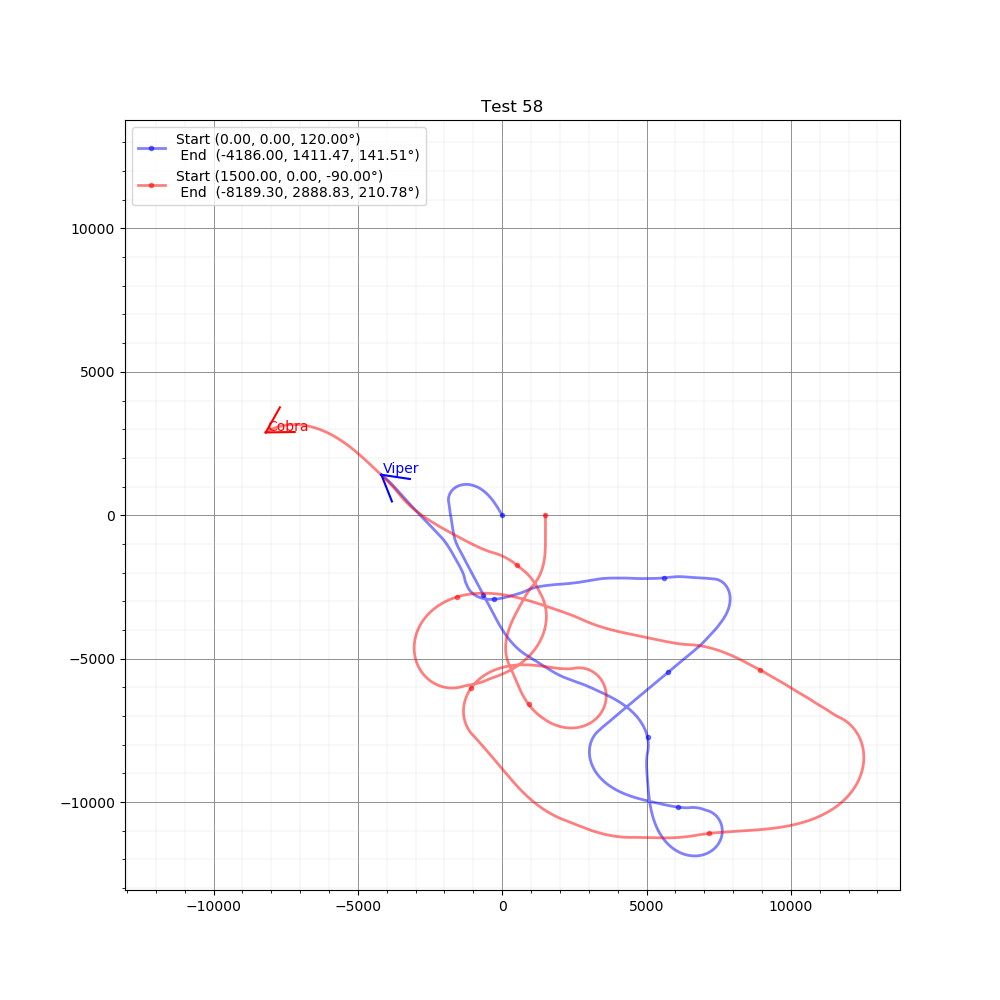 Test 58
Start (0.00, 0.00, 120.00°)
End (-4186.00, 1411.47, 141.51°)
Start (1500.00, 0.00, -90.00°)
End (-8189.30, 2888.83, 210.78°)
10000
5000
0
−5000
−10000
Cobra
Viper
−10000 −5000 0 5000 10000